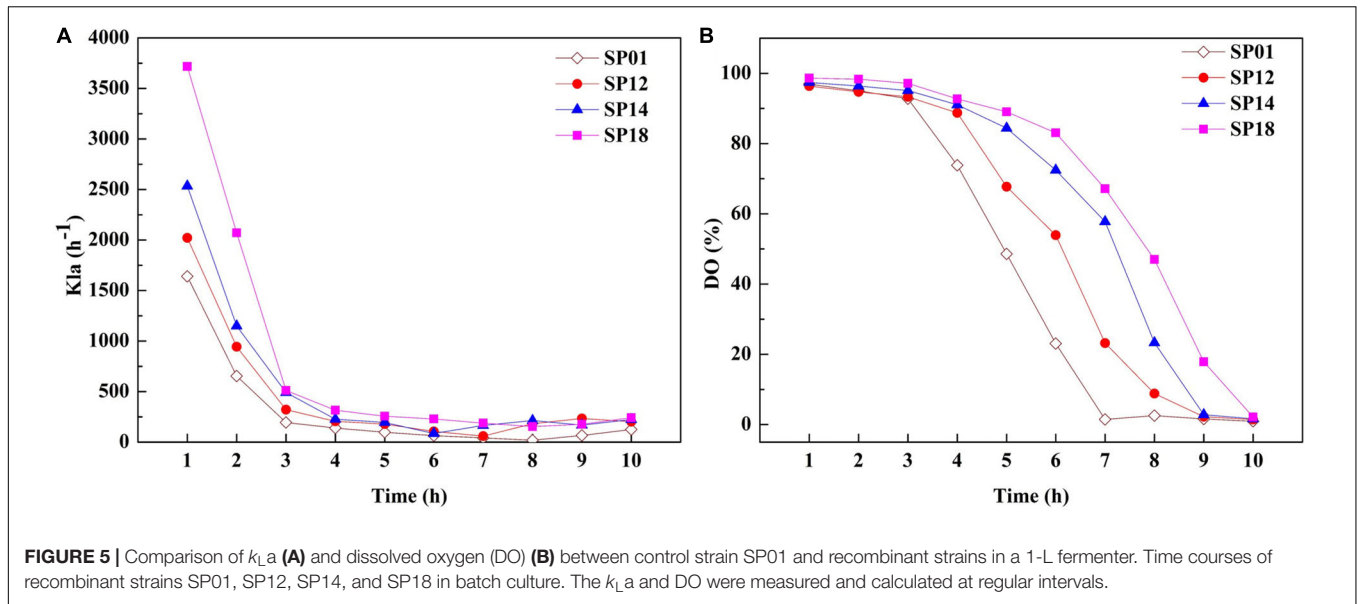 A
4000
3500
3000
2500
2000
1500
1000
500
0
Kla (h⁻¹)
1 2 3 4 5 6 7 8 9 10
Time (h)
SP01
SP12
SP14
SP18
B
100
80
60
40
20
0
DO (%)
1 2 3 4 5 6 7 8 9 10
Time (h)
SP01
SP12
SP14
SP18
FIGURE 5 | Comparison of kLa (A) and dissolved oxygen (DO) (B) between control strain SP01 and recombinant strains in a 1-L fermenter. Time courses of
recombinant strains SP01, SP12, SP14, and SP18 in batch culture. The kLa and DO were measured and calculated at regular intervals.